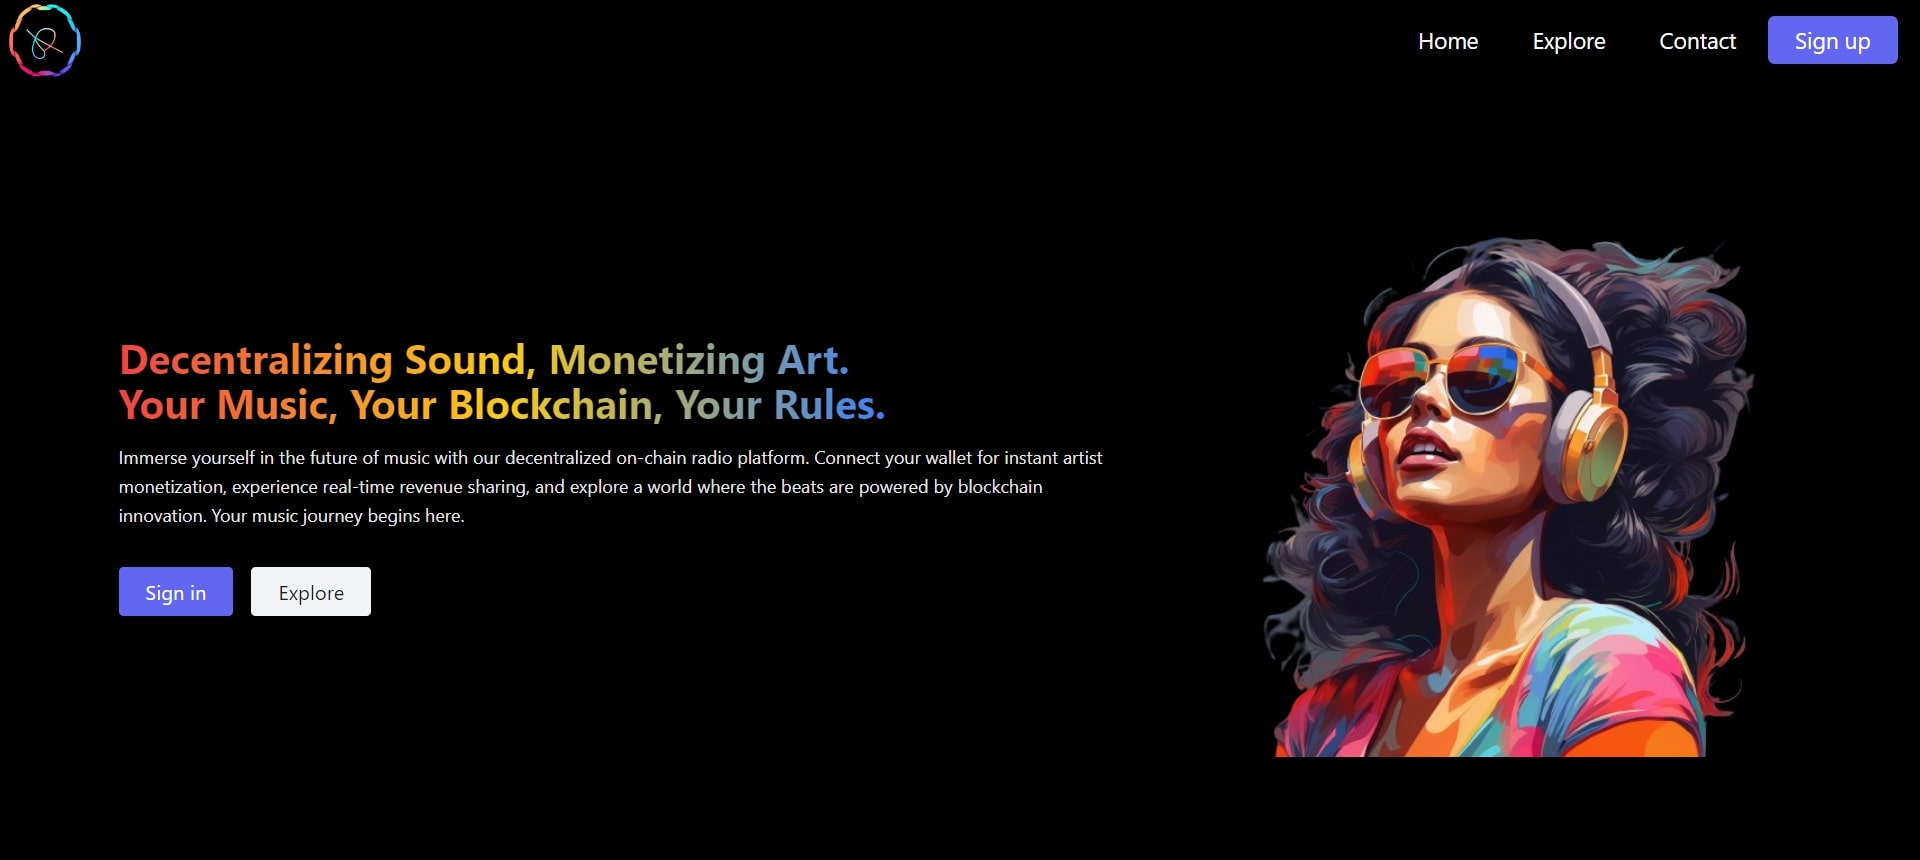 Home
Explore
Contact
Sign up
Decentralizing Sound, Monetizing Art.
Your Music, Your Blockchain, Your Rules.
Immerse yourself in the future of music with our decentralized on-chain radio platform. Connect your wallet for instant artist
monetization, experience real-time revenue sharing, and explore a world where the beats are powered by blockchain
innovation. Your music journey begins here.
Sign in
Explore